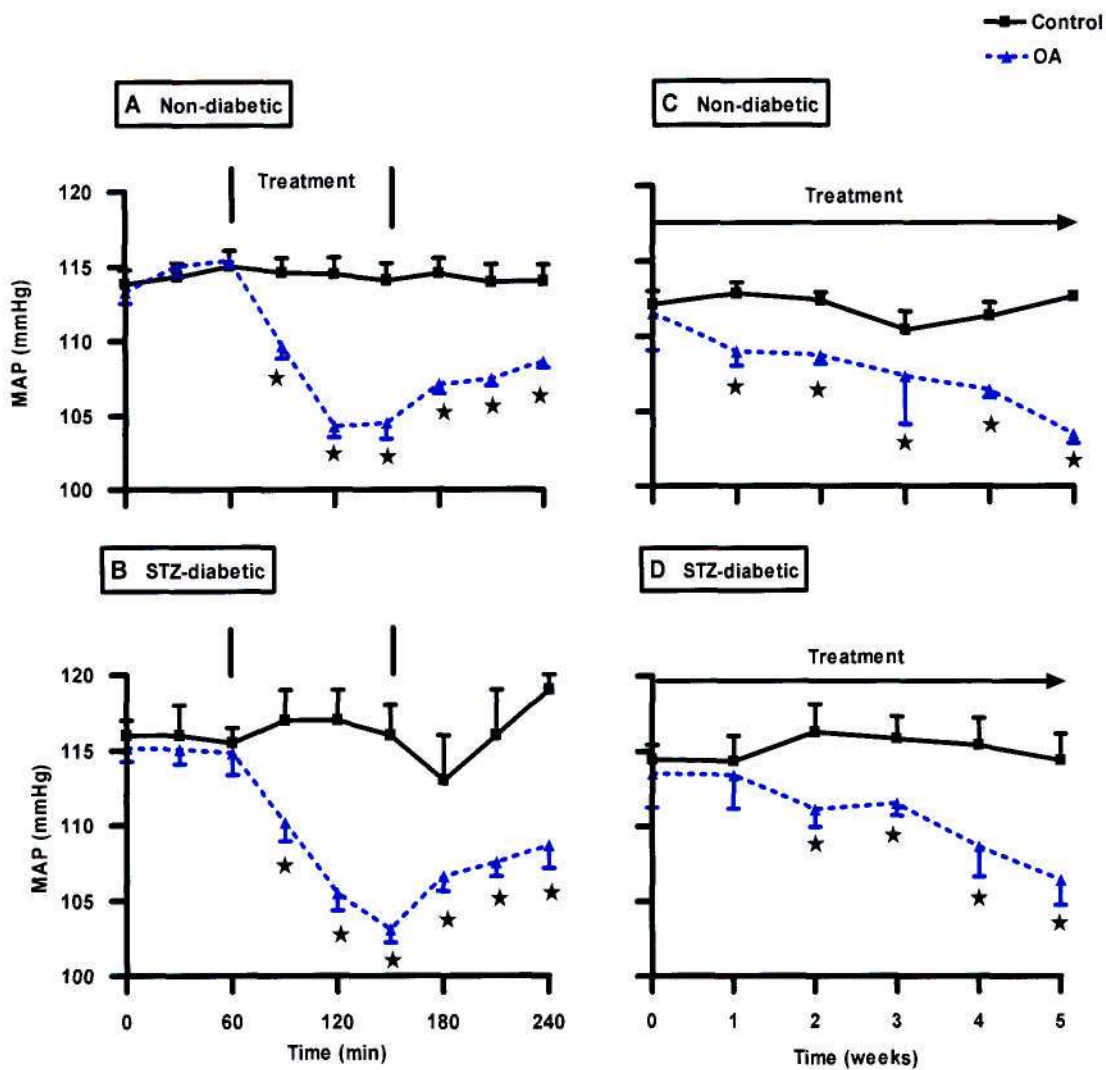 Control
OA
A Non-diabetic
C Non-diabetic
Treatment
Treatment
120
115
110
105
100
MAP (mmHg)
B STZ-diabetic
D STZ-diabetic
Treatment
120
115
110
105
100
MAP (mmHg)
0 60 120 180 240
Time (min)
0 1 2 3 4 5
Time (weeks)